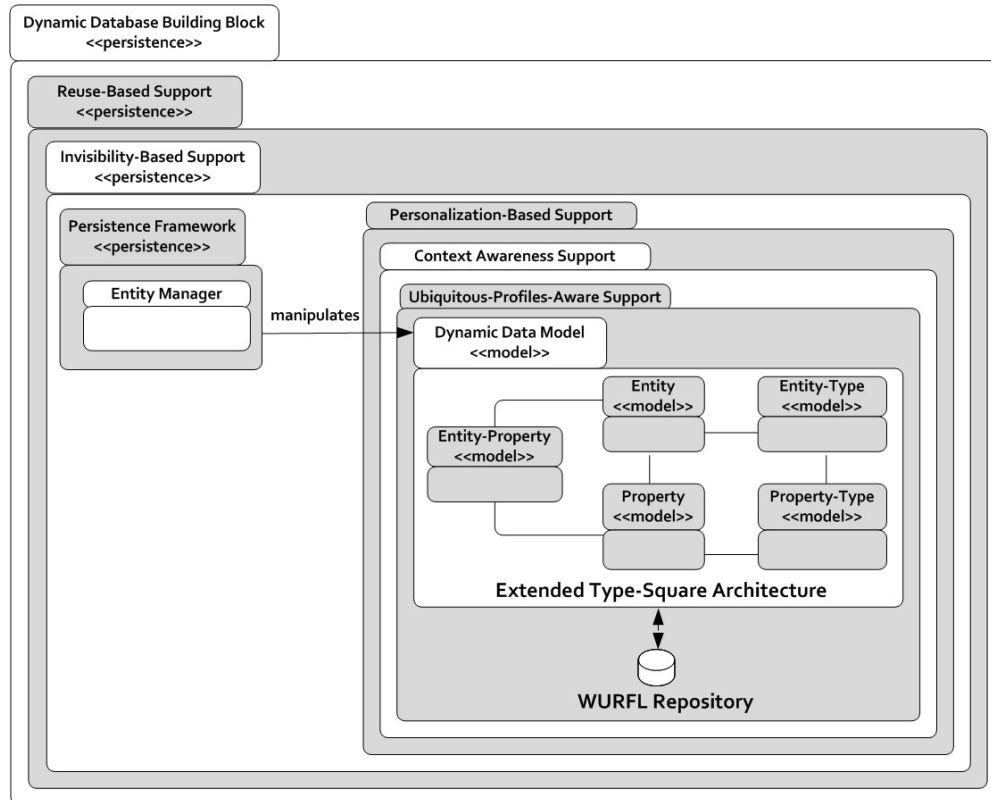 Dynamic Database Building Block
<<persistence>>
Reuse-Based Support
<<persistence>>
Invisibility-Based Support
<<persistence>>
Persistence Framework
<<persistence>>
Entity Manager
manipulates
Personalization-Based Support
Context Awareness Support
Ubiquitous-Profiles-Aware Support
Dynamic Data Model
<<model>>
Entity
<<model>>
Entity-Type
<<model>>
Entity-Property
<<model>>
Property
<<model>>
Property-Type
<<model>>
Extended Type-Square Architecture
WURFL Repository